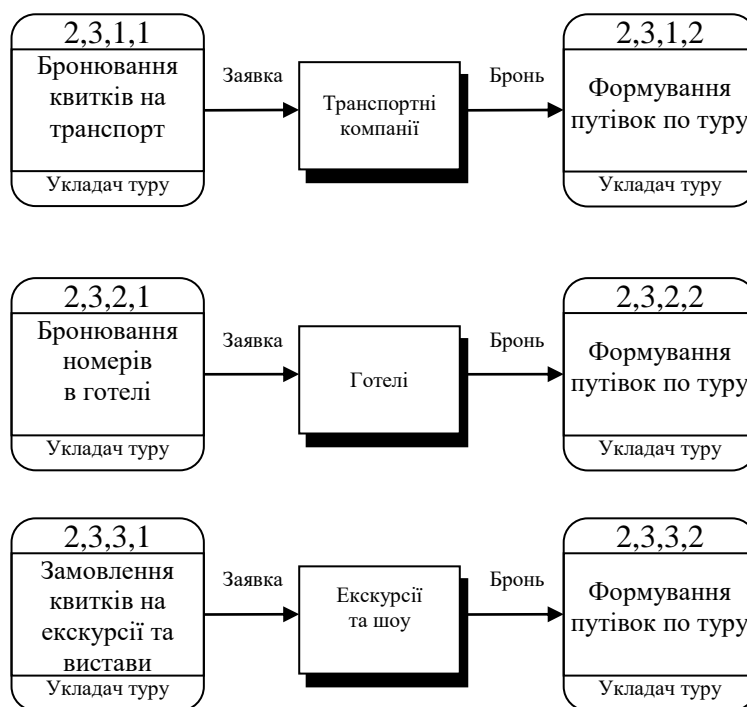 2,3,1,1
Бронювання
квитків на
транспорт
Укладач туру
Заявка
Транспортні
компанії
Бронь
2,3,1,2
Формування
путівок по туру
Укладач туру
2,3,2,1
Бронювання
номерів
в готелі
Укладач туру
Заявка
Готелі
Бронь
2,3,2,2
Формування
путівок по туру
Укладач туру
2,3,3,1
Замовлення
квитків на
екскурсії та
вистави
Укладач туру
Заявка
Екскурсії
та шоу
Бронь
2,3,3,2
Формування
путівок по туру
Укладач туру